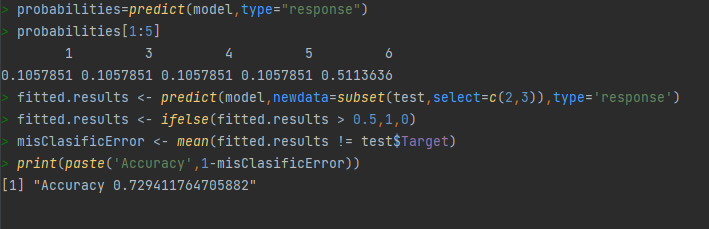 > probabilities=predict(model,type="response")
> probabilities[1:5]
1 3 4 5 6
0.1057851 0.1057851 0.1057851 0.1057851 0.5113636
> fitted.results <- predict(model,newdata=subset(test,select=c(2,3)),type='response')
> fitted.results <- ifelse(fitted.results > 0.5,1,0)
> misClasificError <- mean(fitted.results != test$Target)
> print(paste('Accuracy',1-misClasificError))
[1] "Accuracy 0.729411764705882"